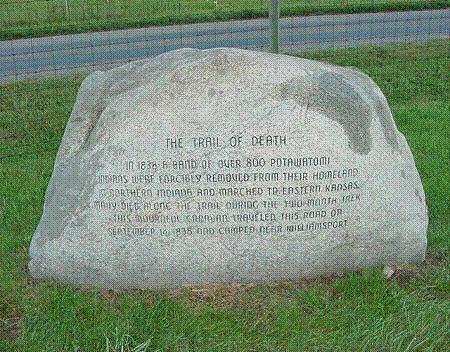 THE TRAIL OF DEATH
IN 1838 A BAND OF OVER 800 POTAWATOMI
INDIANS WERE FORCIBLY REMOVED FROM THEIR HOMELAND
IN NORTHERN INDIANA AND MARCHED TO EASTERN KANSAS.
MANY DIED ALONG THE TRAIL DURING THE TWO MONTH TREK
THIS MOURNFUL CARAVAN TRAVELED THIS ROAD ON
SEPTEMBER 14, 1838 AND CAMPED NEAR WILLIAMSPORT